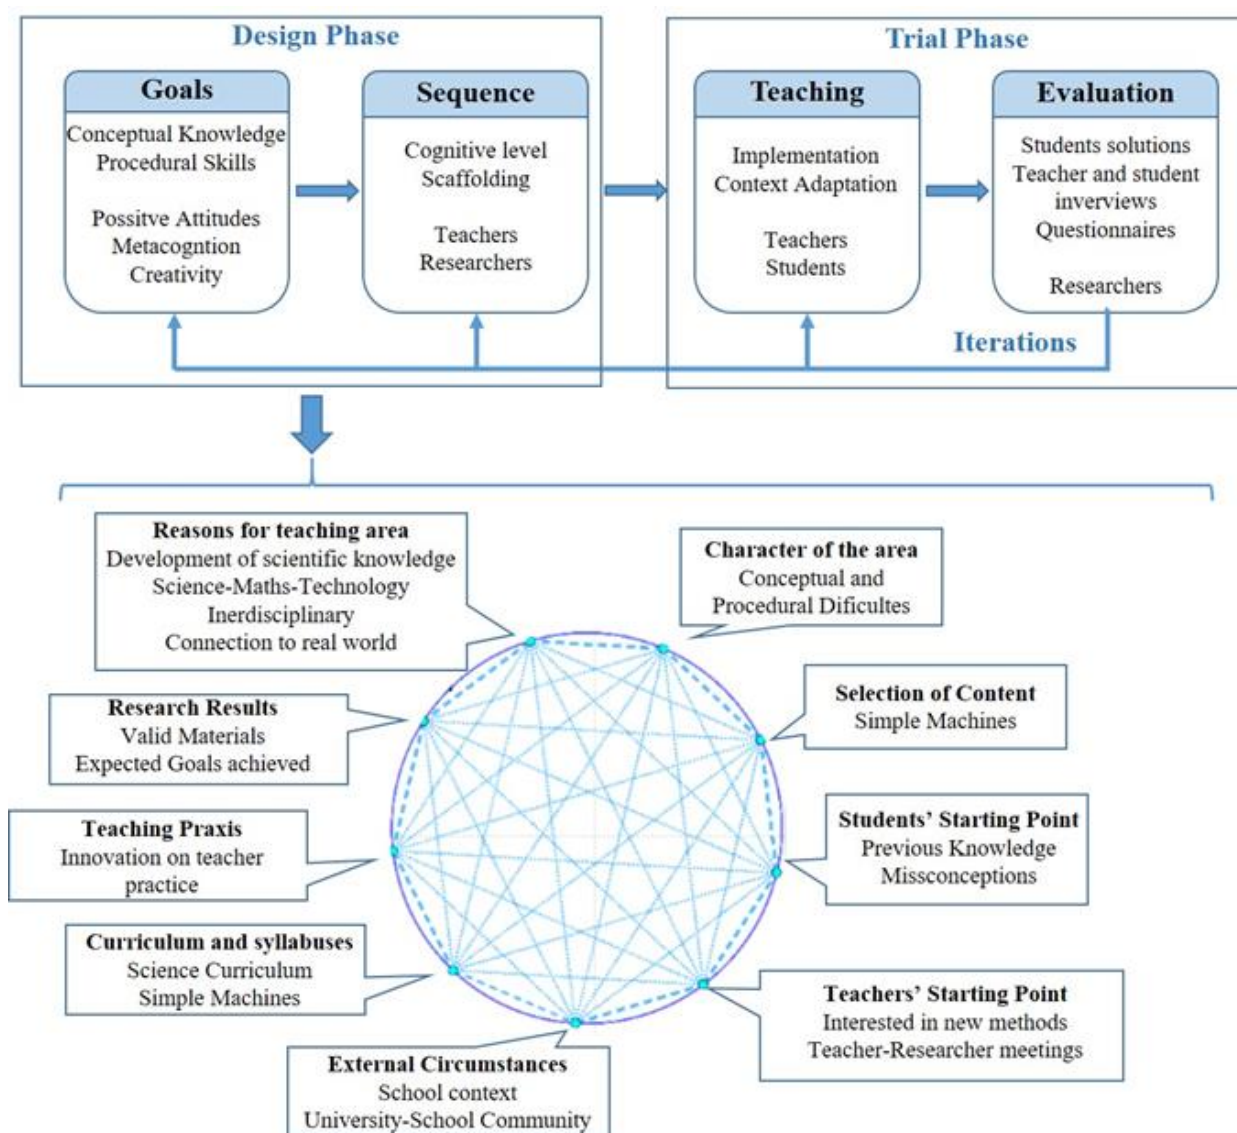 Design Phase
Trial Phase
Goals
Conceptual Knowledge
Procedural Skills
Possitve Attitudes
Metacogntion
Creativity
Sequence
Cognitive level
Scaffolding
Teachers
Researchers
Teaching
Implementation
Context Adaptation
Teachers
Students
Evaluation
Students solutions
Teacher and student
inverviews
Questionnaires
Researchers
Iterations
Reasons for teaching area
Development of scientific knowledge
Science-Maths-Technology
Inerdisciplinary
Connection to real world
Character of the area
Conceptual and
Procedural Dificultes
Selection of Content
Simple Machines
Research Results
Valid Materials
Expected Goals achieved
Students’ Starting Point
Previous Knowledge
Missconceptions
Teaching Praxis
Innovation on teacher
practice
Curriculum and syllabuses
Science Curriculum
Simple Machines
Teachers’ Starting Point
Interested in new methods
Teacher-Researcher meetings
External Circumstances
School context
University-School Community